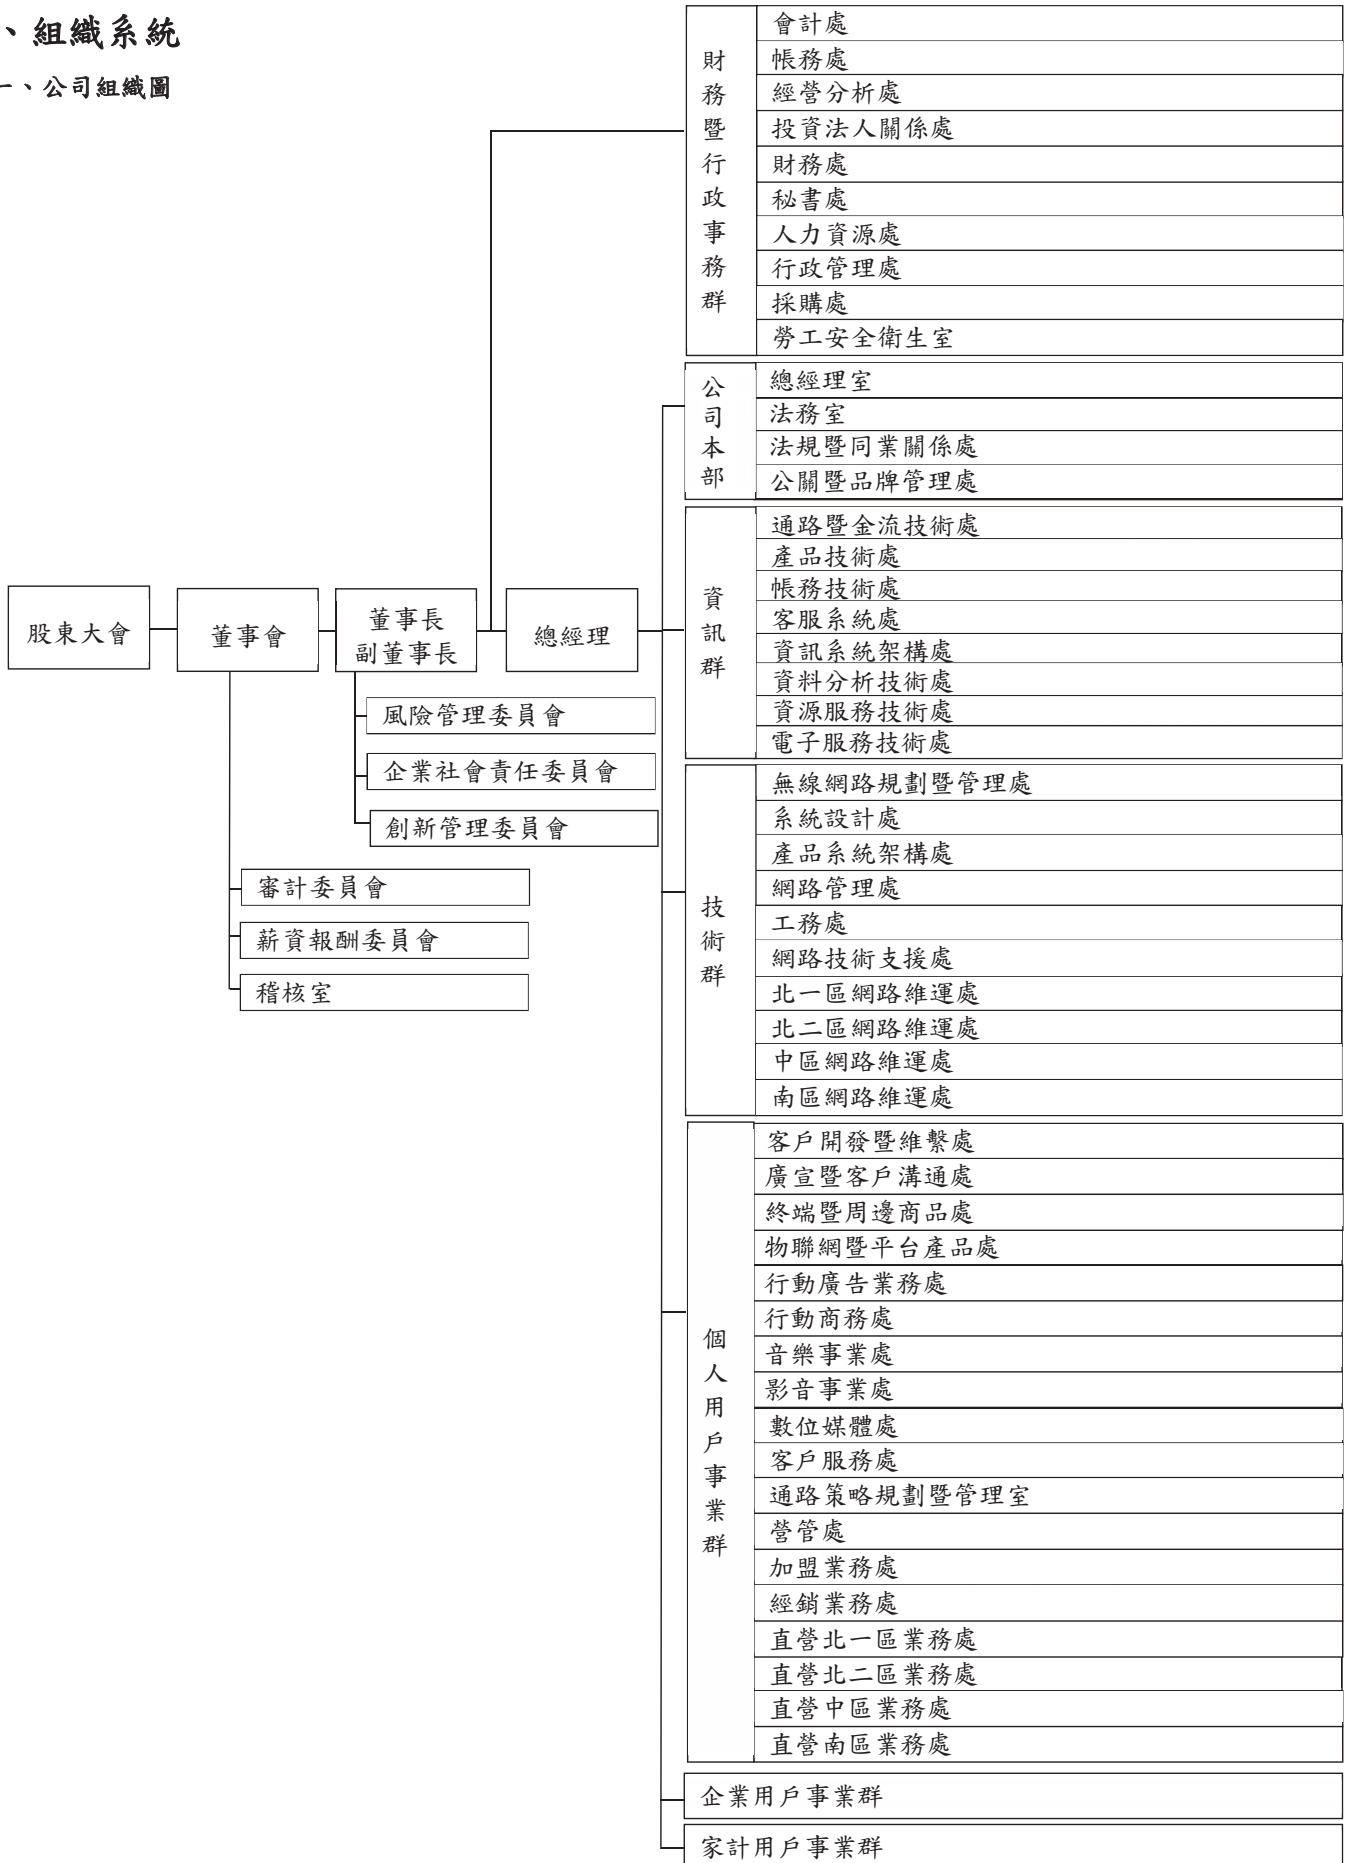 、組織系統
一、公司組織圖
股東大會
董事會
董事長
副董事長
總經理
風險管理委員會
企業社會責任委員會
創新管理委員會
審計委員會
薪資報酬委員會
稽核室
財務暨行政事務群
會計處
帳務處
經營分析處
投資法人關係處
財務處
秘書處
人力資源處
行政管理處
採購處
勞工安全衛生室
公司本部
總經理室
法務室
法規暨同業關係處
公關暨品牌管理處
資訊群
通路暨金流技術處
產品技術處
帳務技術處
客服系統處
資訊系統架構處
資料分析技術處
資源服務技術處
電子服務技術處
技術群
無線網路規劃暨管理處
系統設計處
產品系統架構處
網路管理處
工務處
網路技術支援處
北一區網路維運處
北二區網路維運處
中區網路維運處
南區網路維運處
個人用戶事業群
客戶開發暨維繫處
廣宣暨客戶溝通處
終端暨周邊商品處
物聯網暨平台產品處
行動廣告業務處
行動商務處
音樂事業處
影音事業處
數位媒體處
客戶服務處
通路策略規劃暨管理室
營管處
加盟業務處
經銷業務處
直營北一區業務處
直營北二區業務處
直營中區業務處
直營南區業務處
企業用戶事業群
家計用戶事業群